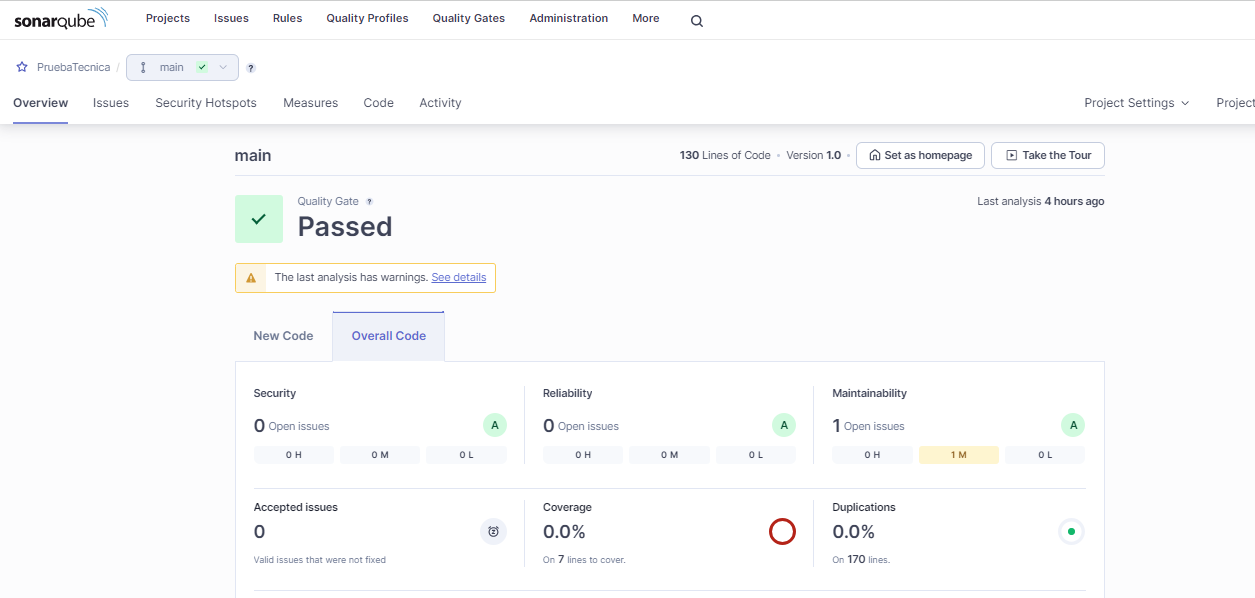 sonarqube Projects Issues Rules Quality Profiles Quality Gates Administration More
PruebaTecnica / main ?
Overview Issues Security Hotspots Measures Code Activity Project Settings Project
main 130 Lines of Code • Version 1.0 • Set as homepage Take the Tour
Quality Gate ? Last analysis 4 hours ago
Passed
The last analysis has warnings. See details
New Code Overall Code
Security Reliability Maintainability
0 Open issues A 0 Open issues A 1 Open issues A
0 H 0 M 0 L 0 H 0 M 0 L 0 H 1 M 0 L
Accepted issues Coverage Duplications
0 0.0% 0.0%
Valid issues that were not fixed On 7 lines to cover. On 170 lines.